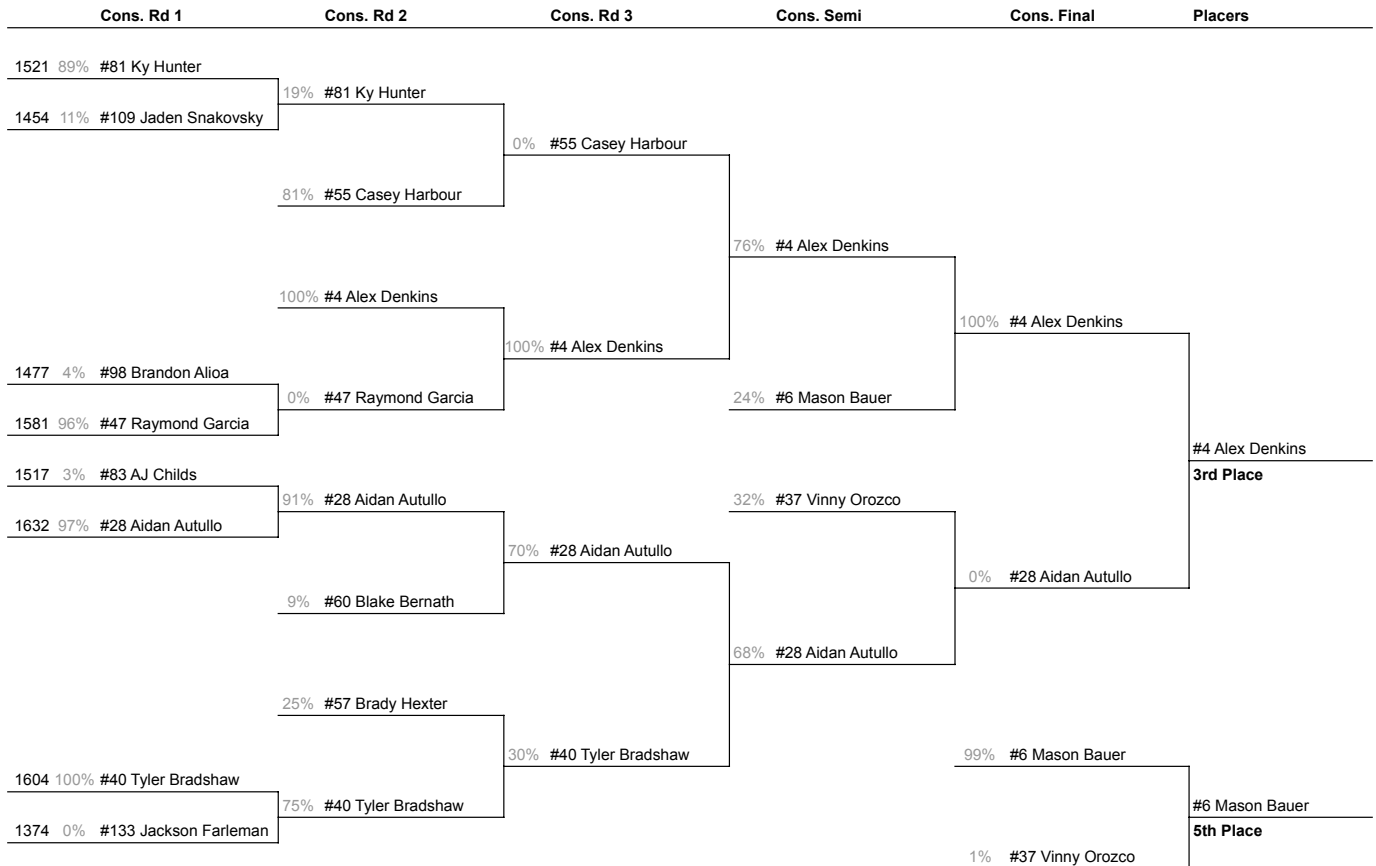 Cons. Rd 1 Cons. Rd 2 Cons. Rd 3 Cons. Semi Cons. Final Placers
1521 89% #81 Ky Hunter
19% #81 Ky Hunter
1454 11% #109 Jaden Snakovsky
0% #55 Casey Harbour
81% #55 Casey Harbour
76% #4 Alex Denkins
100% #4 Alex Denkins
100% #4 Alex Denkins
100% #4 Alex Denkins
1477 4% #98 Brandon Alioa
0% #47 Raymond Garcia
24% #6 Mason Bauer
1581 96% #47 Raymond Garcia
#4 Alex Denkins
1517 3% #83 AJ Childs
3rd Place
91% #28 Aidan Autullo
32% #37 Vinny Orozco
1632 97% #28 Aidan Autullo
70% #28 Aidan Autullo
0% #28 Aidan Autullo
9% #60 Blake Bernath
68% #28 Aidan Autullo
25% #57 Brady Hexter
30% #40 Tyler Bradshaw
99% #6 Mason Bauer
1604 100% #40 Tyler Bradshaw
75% #40 Tyler Bradshaw
#6 Mason Bauer
1374 0% #133 Jackson Farleman
5th Place
1% #37 Vinny Orozco